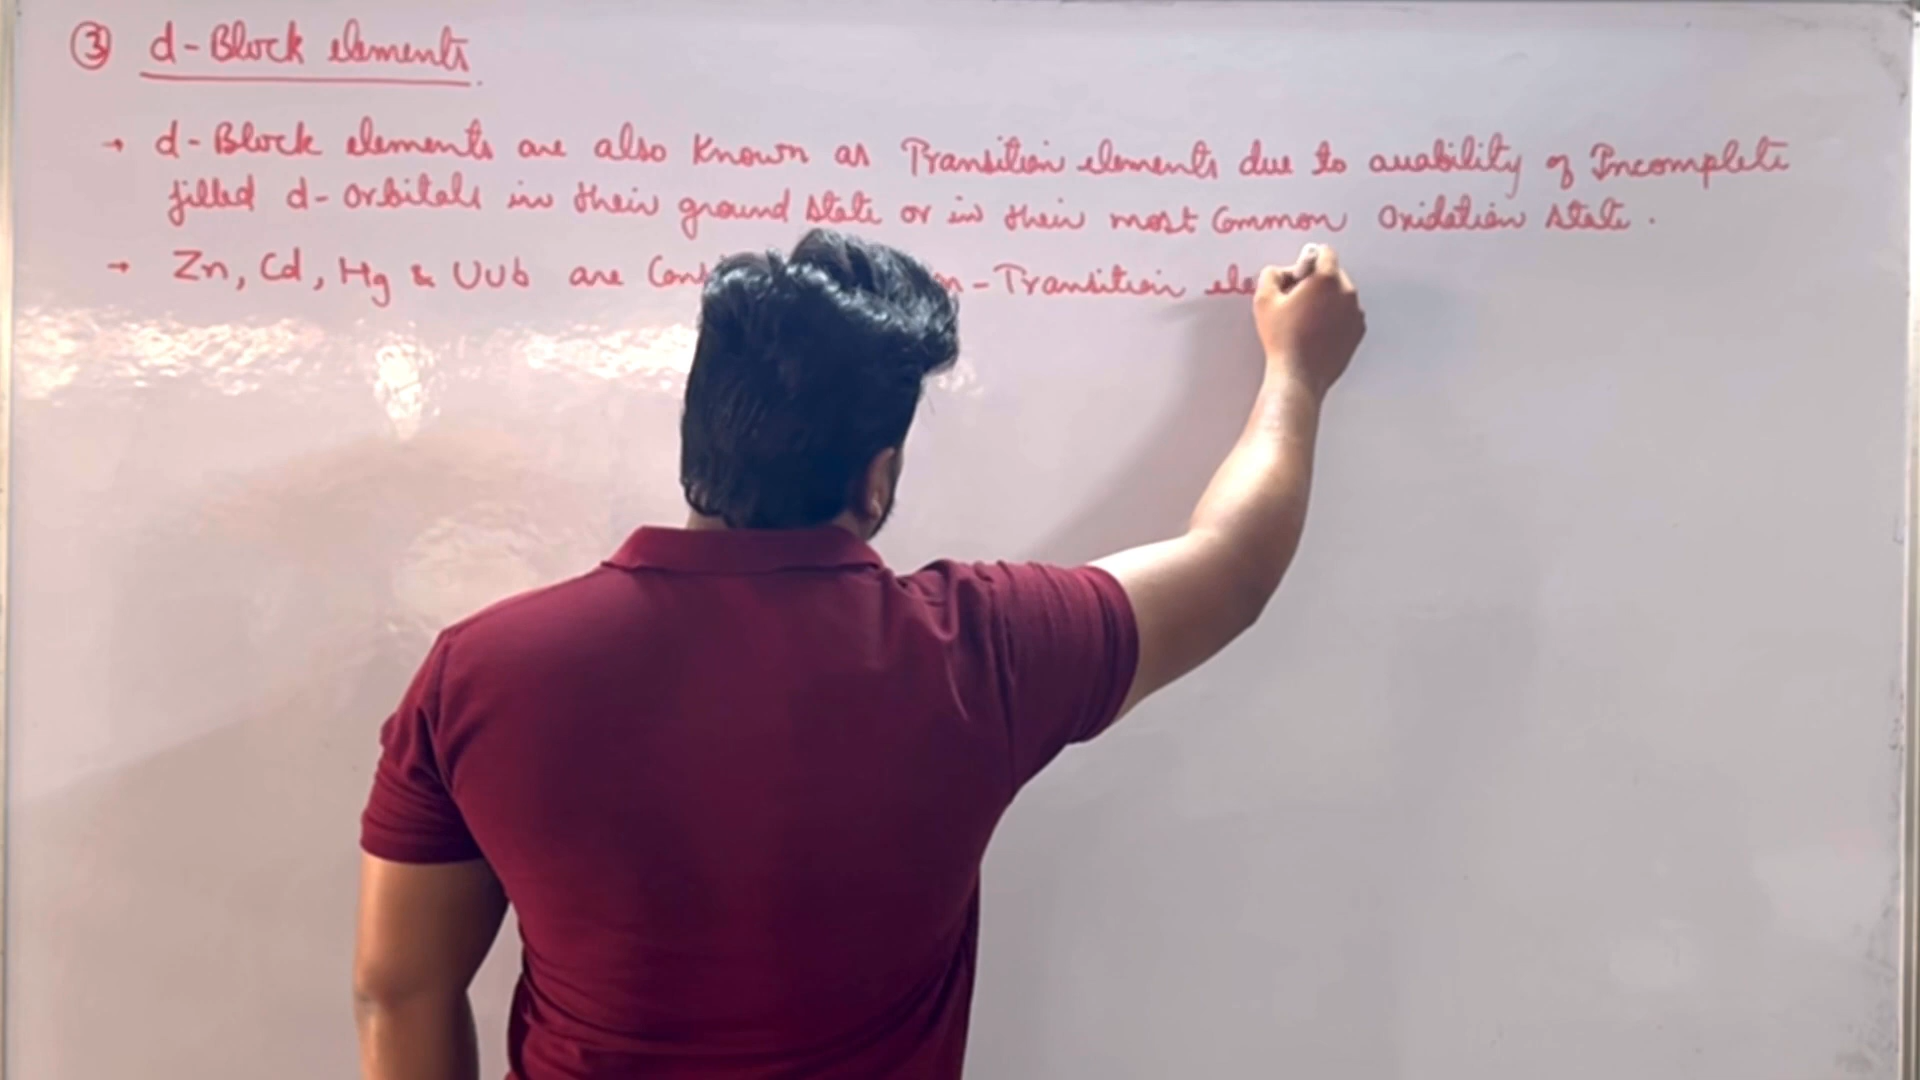 ③ d-Block elements
→ d-Block elements are also known as Transition elements due to avability of Incomplete
filled d-orbitals in their ground state or in their most Common Oxidation state.
→ Zn, Cd, Hg & Uub are -Transition